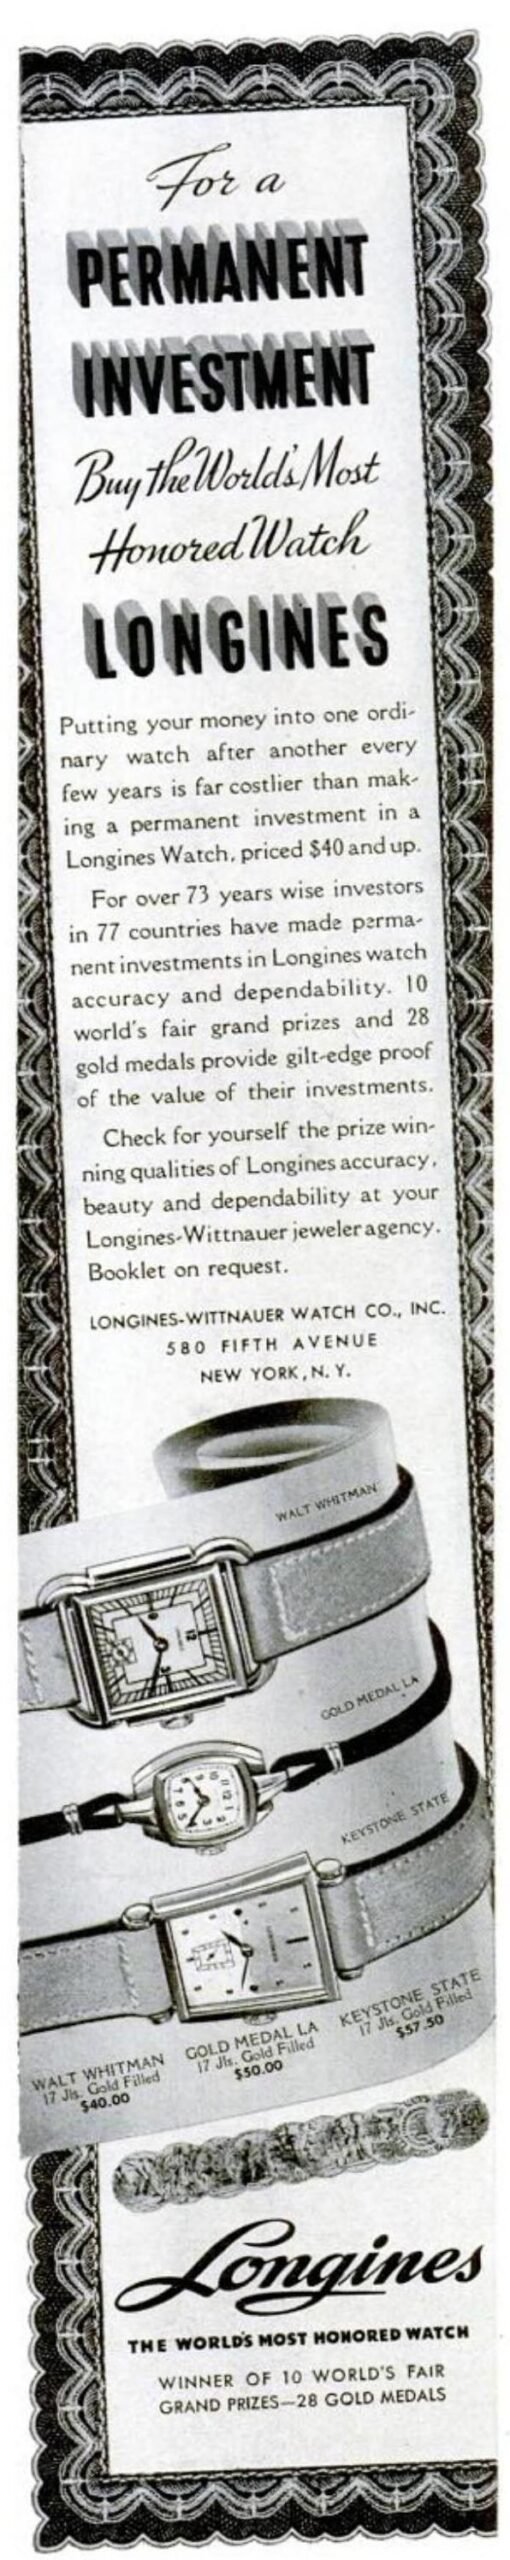 For a
PERMANENT
INVESTMENT
Buy the World's Most
Honored Watch
LONGINES
Putting your money into one ordi-
nary watch after another every
few years is far costlier than mak-
ing a permanent investment in a
Longines Watch, priced $40 and up.
For over 73 years wise investors
in 77 countries have made perma-
nent investments in Longines watch
accuracy and dependability. 10
world's fair grand prizes and 28
gold medals provide gilt-edge proof
of the value of their investments.
Check for yourself the prize win-
ning qualities of Longines accuracy,
beauty and dependability at your
Longines-Wittnauer jeweler agency.
Booklet on request.
LONGINES-WITTNAUER WATCH CO., INC.
580 FIFTH AVENUE
NEW YORK, N. Y.
WALT WHITMAN
GOLD MEDAL LA
KEYSTONE STATE
WALT WHITMAN
17 Jls. Gold Filled
$40.00
GOLD MEDAL LA
17 Jls. Gold Filled
$50.00
KEYSTONE STATE
17 Jls. Gold Filled
$57.50
Longines
THE WORLD'S MOST HONORED WATCH
WINNER OF 10 WORLD'S FAIR
GRAND PRIZES—28 GOLD MEDALS